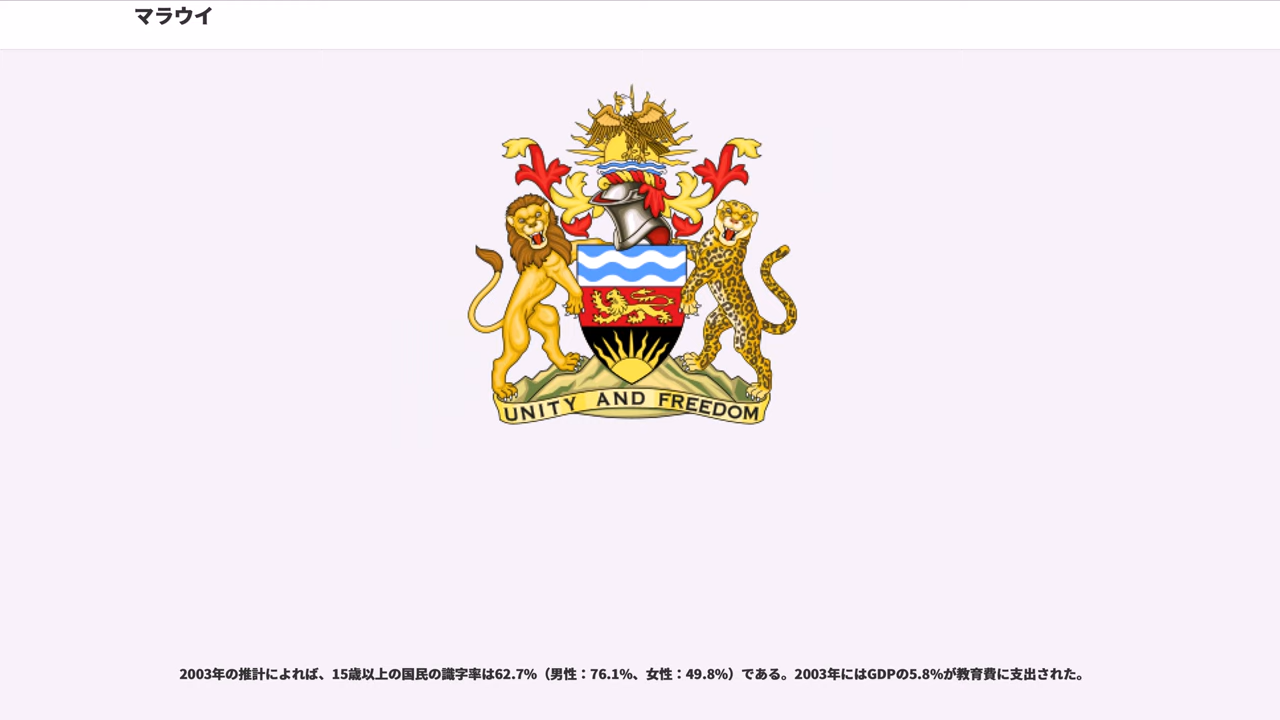 マラウイ
UNITY AND FREEDOM
2003年の推計によれば、15歳以上の国民の識字率は62.7%（男性：76.1%、女性：49.8%）である。2003年にはGDPの5.8%が教育費に支出された。